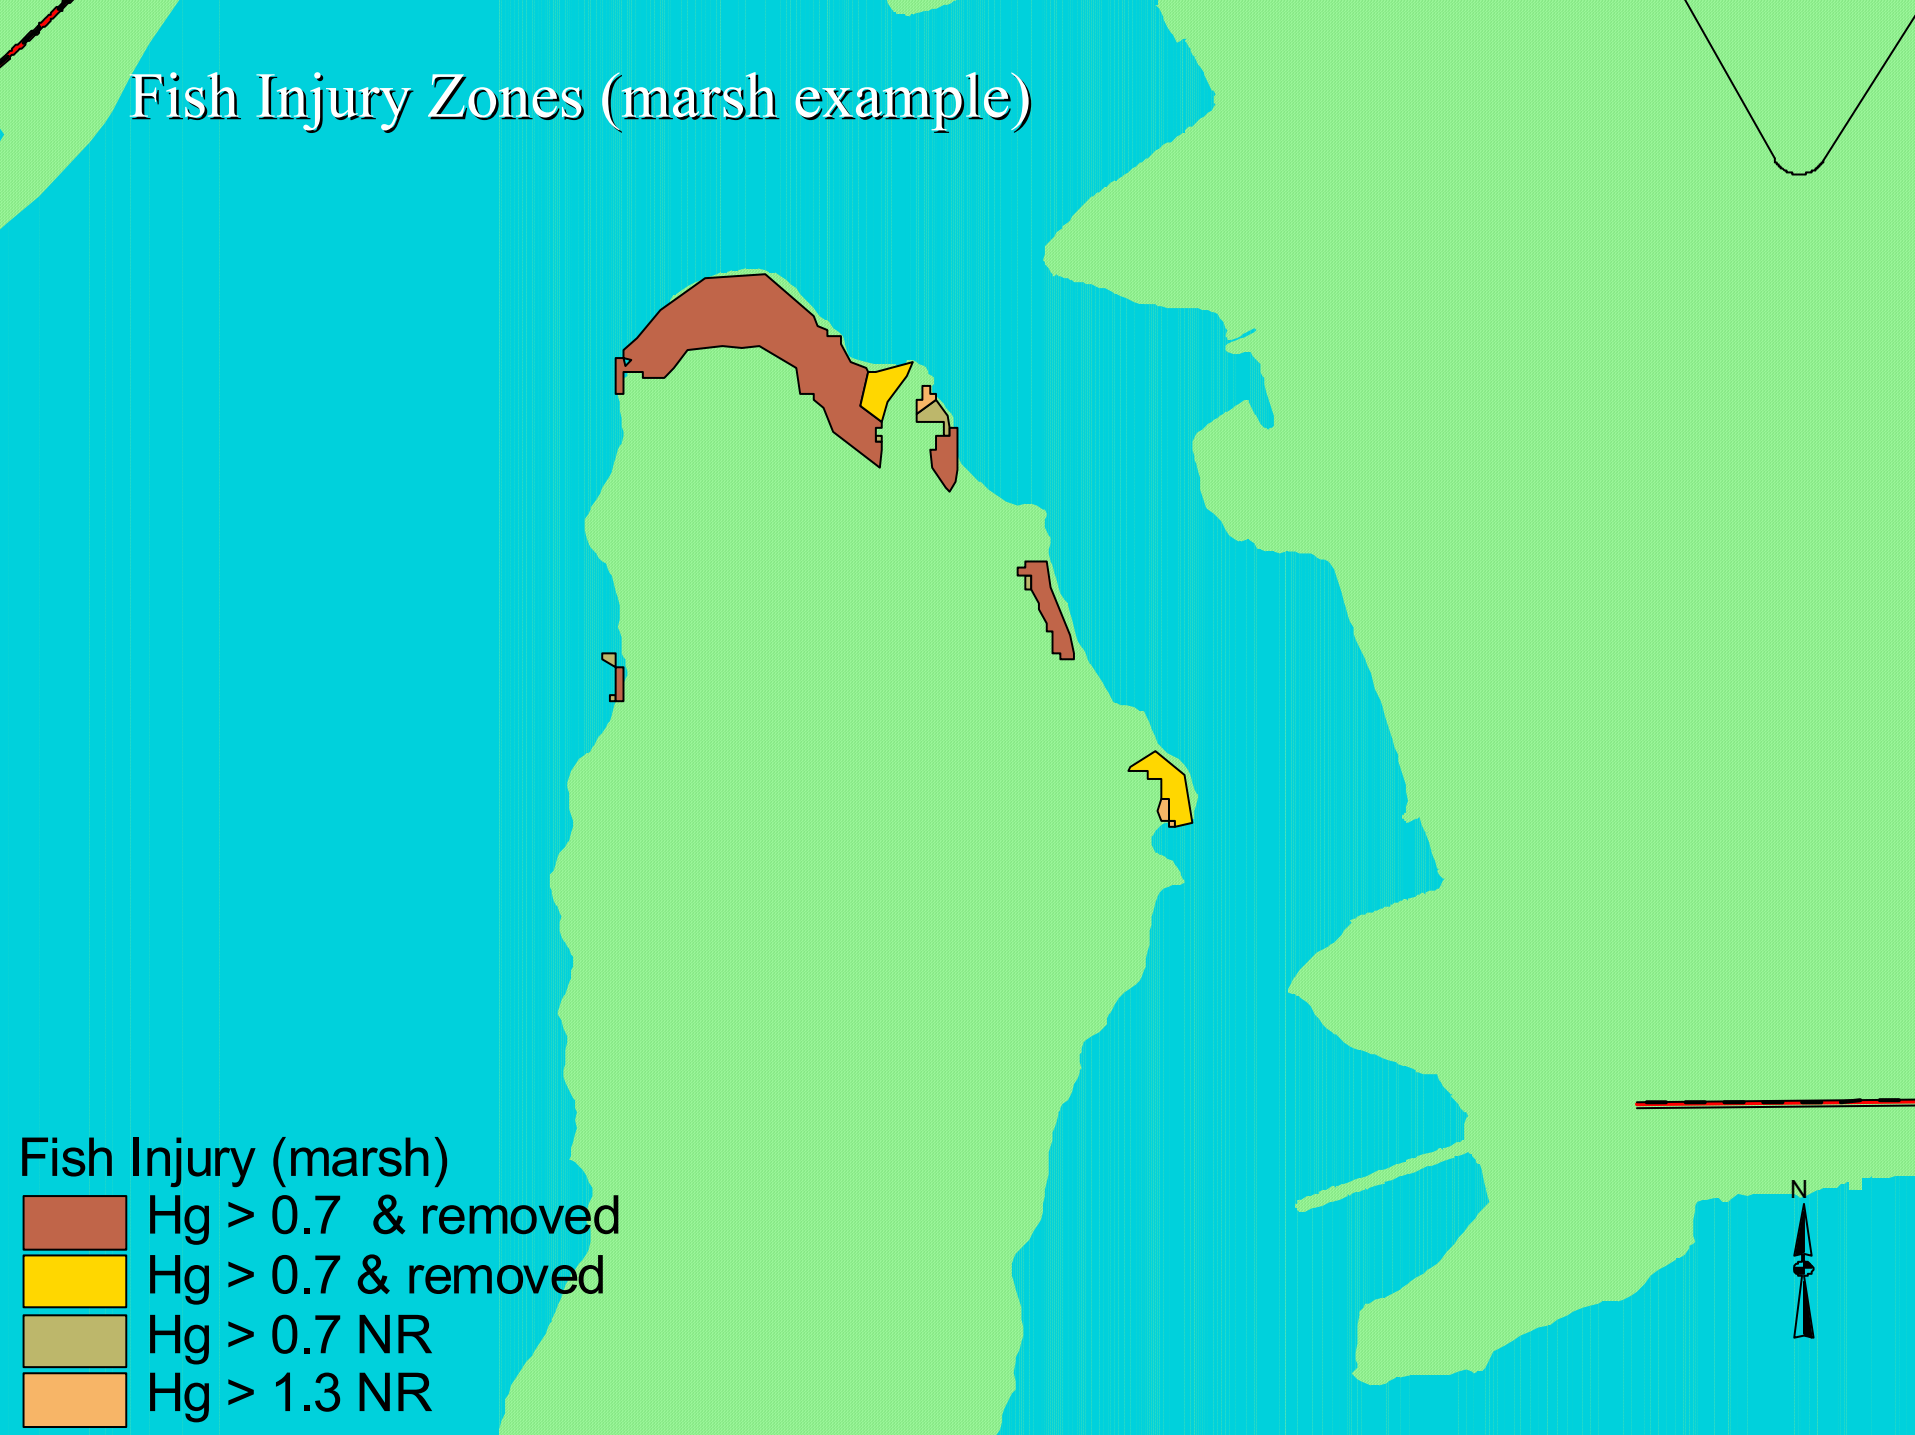 Fish Injury Zones (marsh example)
Fish Injury (marsh)
Hg > 0.7 & removed
Hg > 0.7 & removed
Hg > 0.7 NR
Hg > 1.3 NR
N